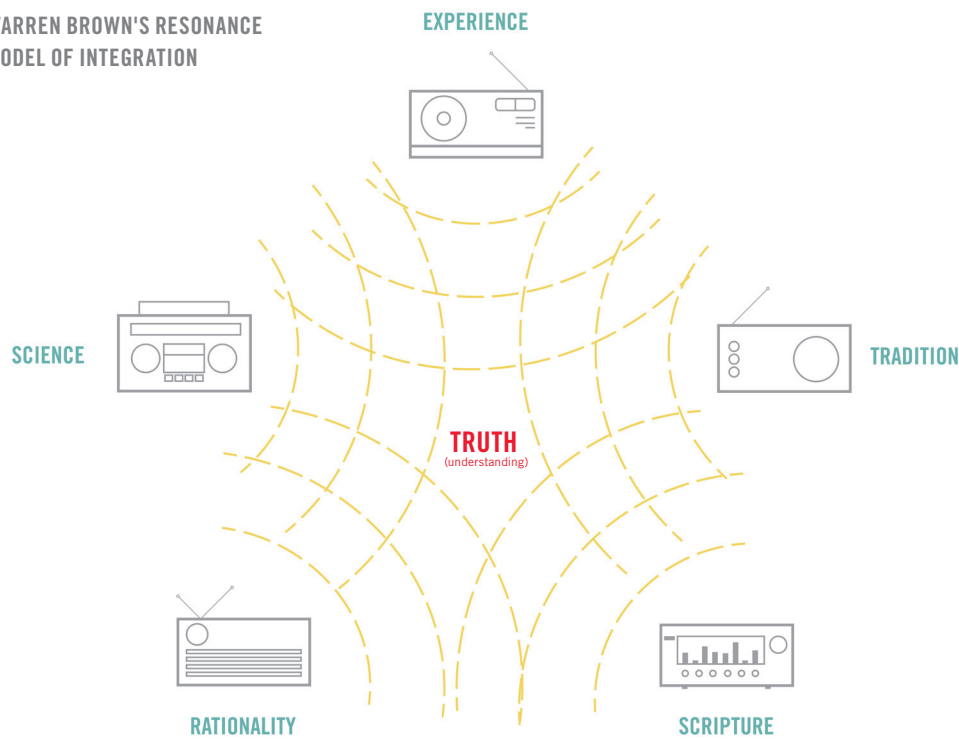 ARREN BROWN'S RESONANCE
ODEL OF INTEGRATION
EXPERIENCE
SCIENCE
TRADITION
TRUTH
(understanding)
RATIONALITY
SCRIPTURE